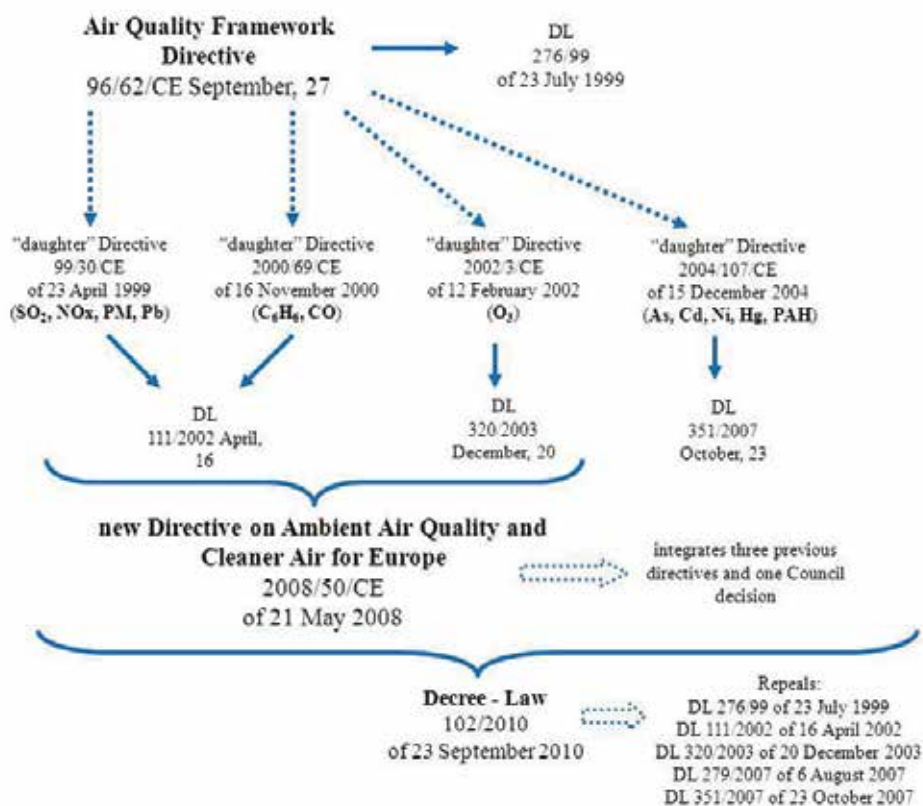 Air Quality Framework
Directive
96/62/CE September, 27
DL
276/99
of 23 July 1999
"daughter" Directive
99/30/CE
of 23 April 1999
(SO₂, NOx, PM, Pb)
"daughter" Directive
2000/69/CE
of 16 November 2000
(C₆H₆, CO)
"daughter" Directive
2002/3/CE
of 12 February 2002
(O₃)
"daughter" Directive
2004/107/CE
of 15 December 2004
(As, Cd, Ni, Hg, PAH)
DL
111/2002 April,
16
DL
320/2003
December, 20
DL
351/2007
October, 23
new Directive on Ambient Air Quality and
Cleaner Air for Europe
2008/50/CE
of 21 May 2008
integrates three previous
directives and one Council
decision
Decree - Law
102/2010
of 23 September 2010
Repeals:
DL 276/99 of 23 July 1999
DL 111/2002 of 16 April 2002
DL 320/2003 of 20 December 2003
DL 279/2007 of 6 August 2007
DL 351/2007 of 23 October 2007